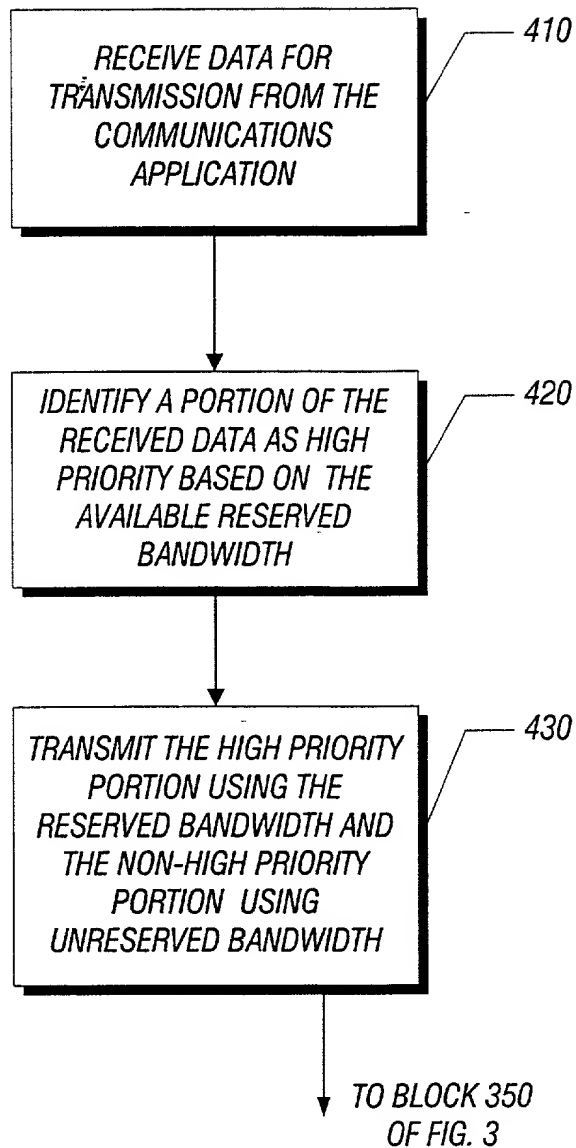 RECEIVE DATA FOR
TRANSMISSION FROM THE
COMMUNICATIONS
APPLICATION
410
IDENTIFY A PORTION OF THE
RECEIVED DATA AS HIGH
PRIORITY BASED ON THE
AVAILABLE RESERVED
BANDWIDTH
420
TRANSMIT THE HIGH PRIORITY
PORTION USING THE
RESERVED BANDWIDTH AND
THE NON-HIGH PRIORITY
PORTION USING
UNRESERVED BANDWIDTH
430
TO BLOCK 350
OF FIG. 3